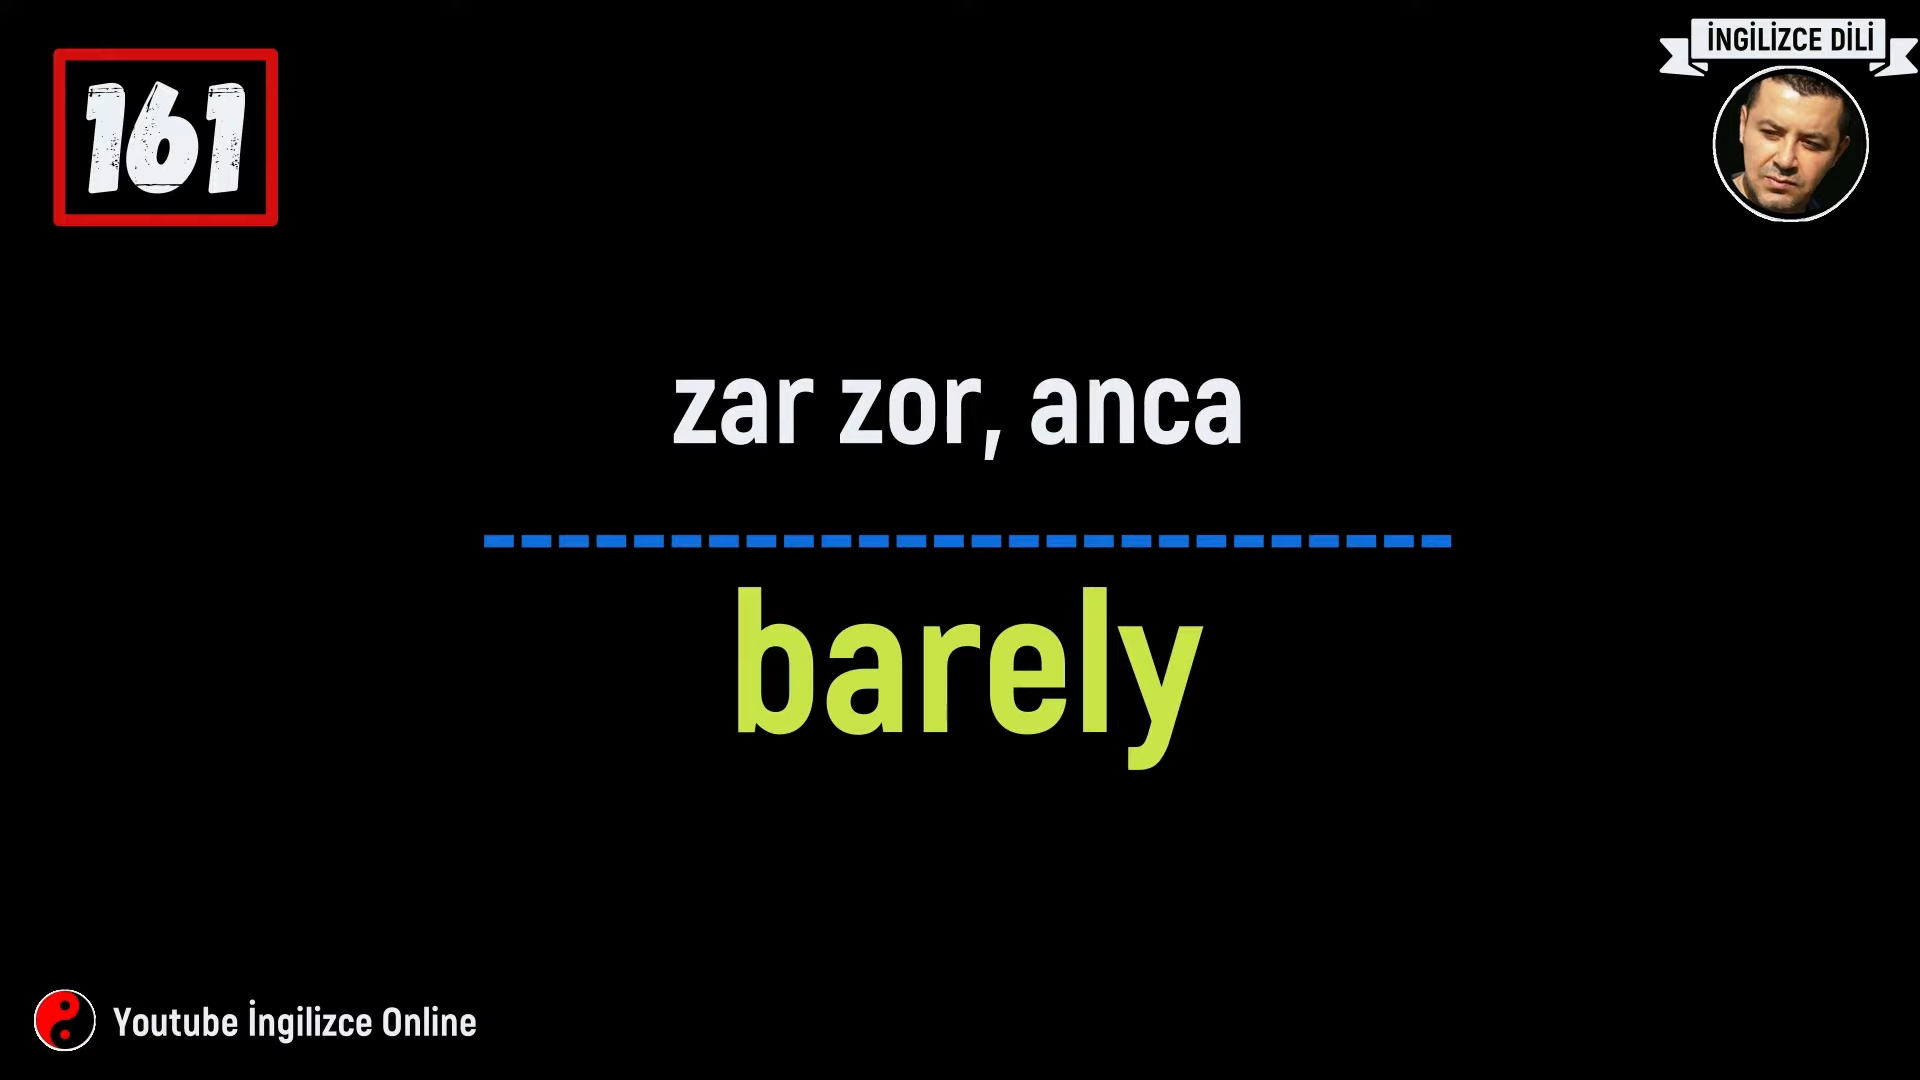 161
İNGİLİZCE DİLİ
zar zor, anca
barely
Youtube İngilizce Online